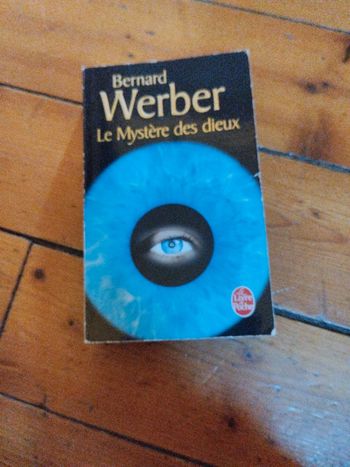 Bernard
Werber
Le Mystère des dieux
Le Livre
de Poche